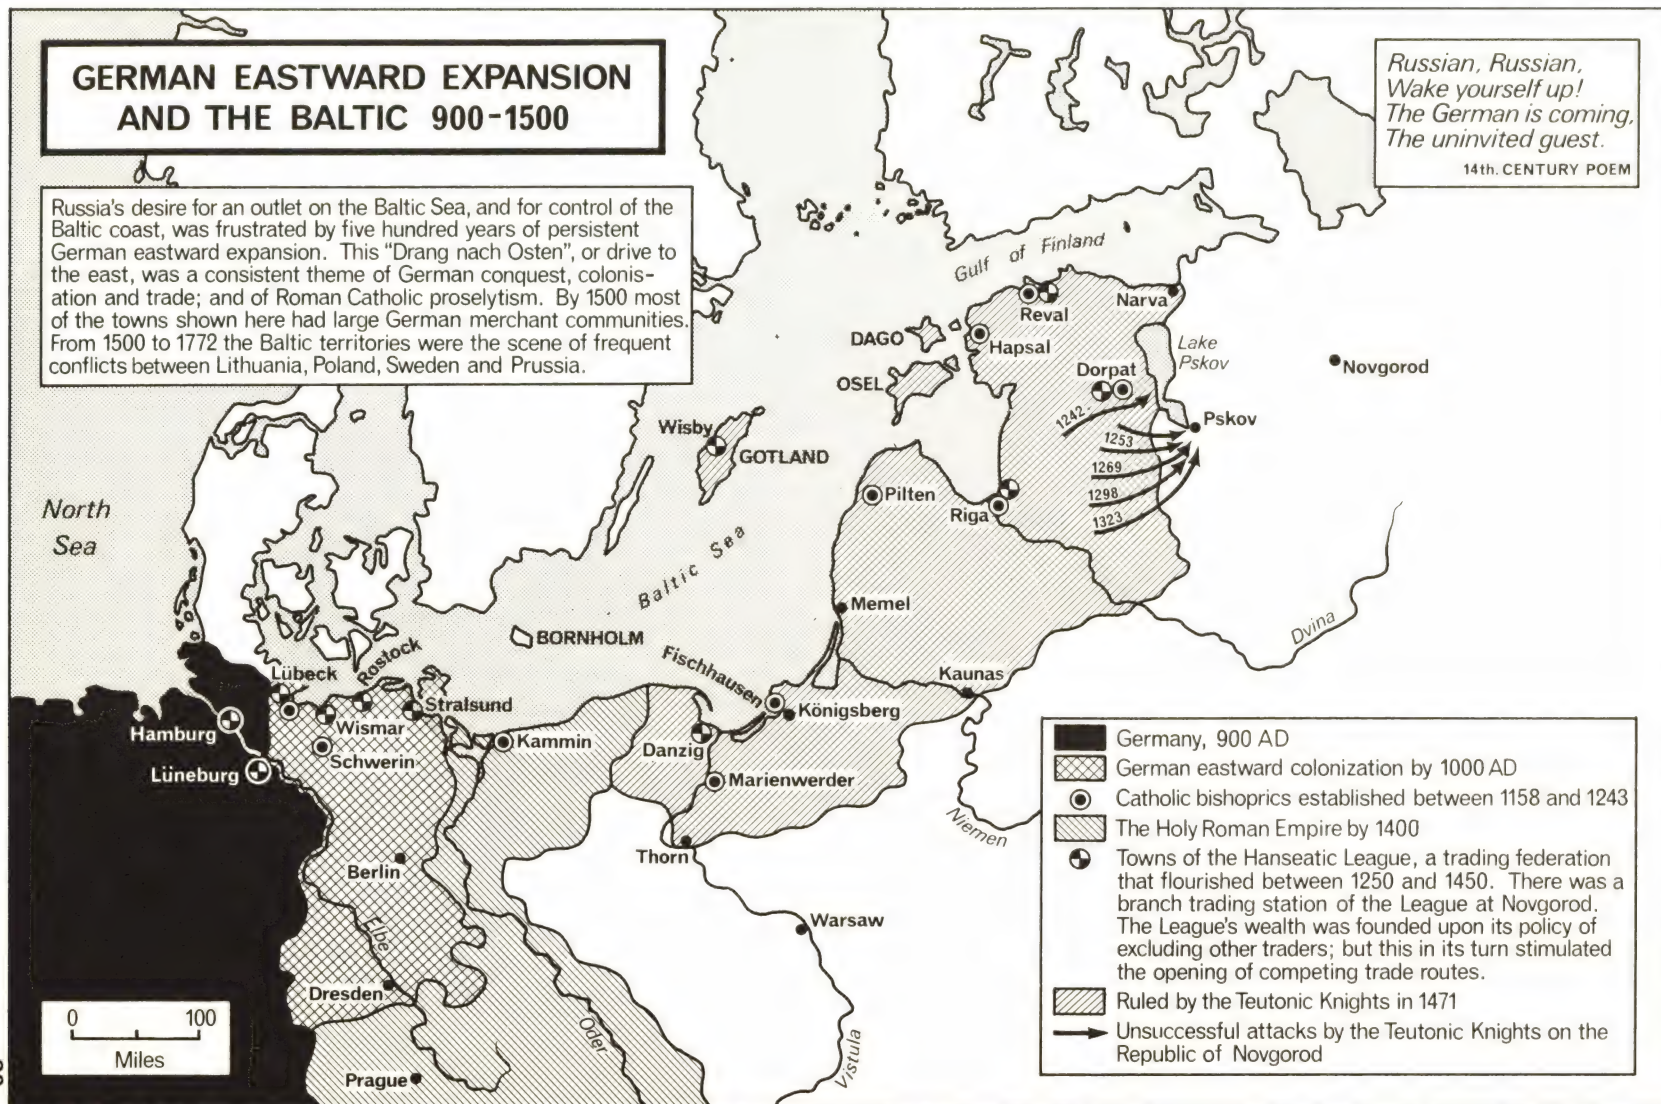 GERMAN EASTWARD EXPANSION
AND THE BALTIC 900-1500
Russian, Russian,
Wake yourself up!
The German is coming,
The uninvited guest.
14th. CENTURY POEM
Russia's desire for an outlet on the Baltic Sea, and for control of the
Baltic coast, was frustrated by five hundred years of persistent
German eastward expansion. This "Drang nach Osten", or drive to
the east, was a consistent theme of German conquest, colonis-
ation and trade; and of Roman Catholic proselytism. By 1500 most
of the towns shown here had large German merchant communities.
From 1500 to 1772 the Baltic territories were the scene of frequent
conflicts between Lithuania, Poland, Sweden and Prussia.
Gulf of Finland
Narva
Reval
DAGO
Hapsal
Lake
Pskov
Novgorod
OSEL
Dorpat
1242
Pskov
1253
1269
1298
1323
Wisby
GOTLAND
Pilten
Riga
North
Sea
Baltic Sea
Memel
Dvina
BORNHOLM
Rostock
Lübeck
Fischhausen
Kaunas
Stralsund
Königsberg
Wismar
Hamburg
Kammin
Danzig
Schwerin
Lüneburg
Marienwerder
Niemen
Thorn
Berlin
Warsaw
Elbe
Dresden
Oder
Vistula
Prague
0 100
Miles
Germany, 900 AD
German eastward colonization by 1000 AD
Catholic bishoprics established between 1158 and 1243
The Holy Roman Empire by 1400
Towns of the Hanseatic League, a trading federation
that flourished between 1250 and 1450. There was a
branch trading station of the League at Novgorod.
The League's wealth was founded upon its policy of
excluding other traders; but this in its turn stimulated
the opening of competing trade routes.
Ruled by the Teutonic Knights in 1471
Unsuccessful attacks by the Teutonic Knights on the
Republic of Novgorod